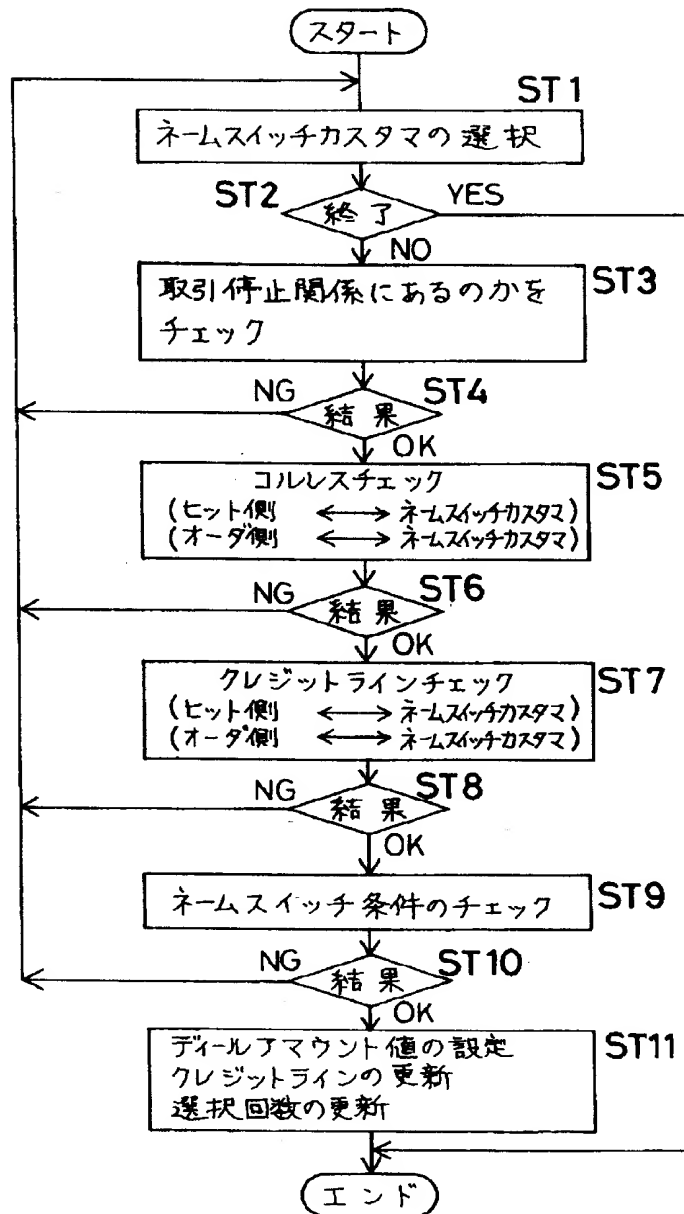 スタート
ST1
ネームスイッチカスタマの選択
ST2
終了
YES
NO
ST3
取引停止関係にあるのかを
チェック
NG
ST4
結果
OK
ST5
コルレスチェック
(ヒット側 ←→ ネームスイッチカスタマ)
(オーダ側 ←→ ネームスイッチカスタマ)
NG
ST6
結果
OK
ST7
クレジットラインチェック
(ヒット側 ←→ ネームスイッチカスタマ)
(オーダ側 ←→ ネームスイッチカスタマ)
NG
ST8
結果
OK
ST9
ネームスイッチ条件のチェック
NG
ST10
結果
OK
ST11
ディールアマウント値の設定
クレジットラインの更新
選択回数の更新
エンド